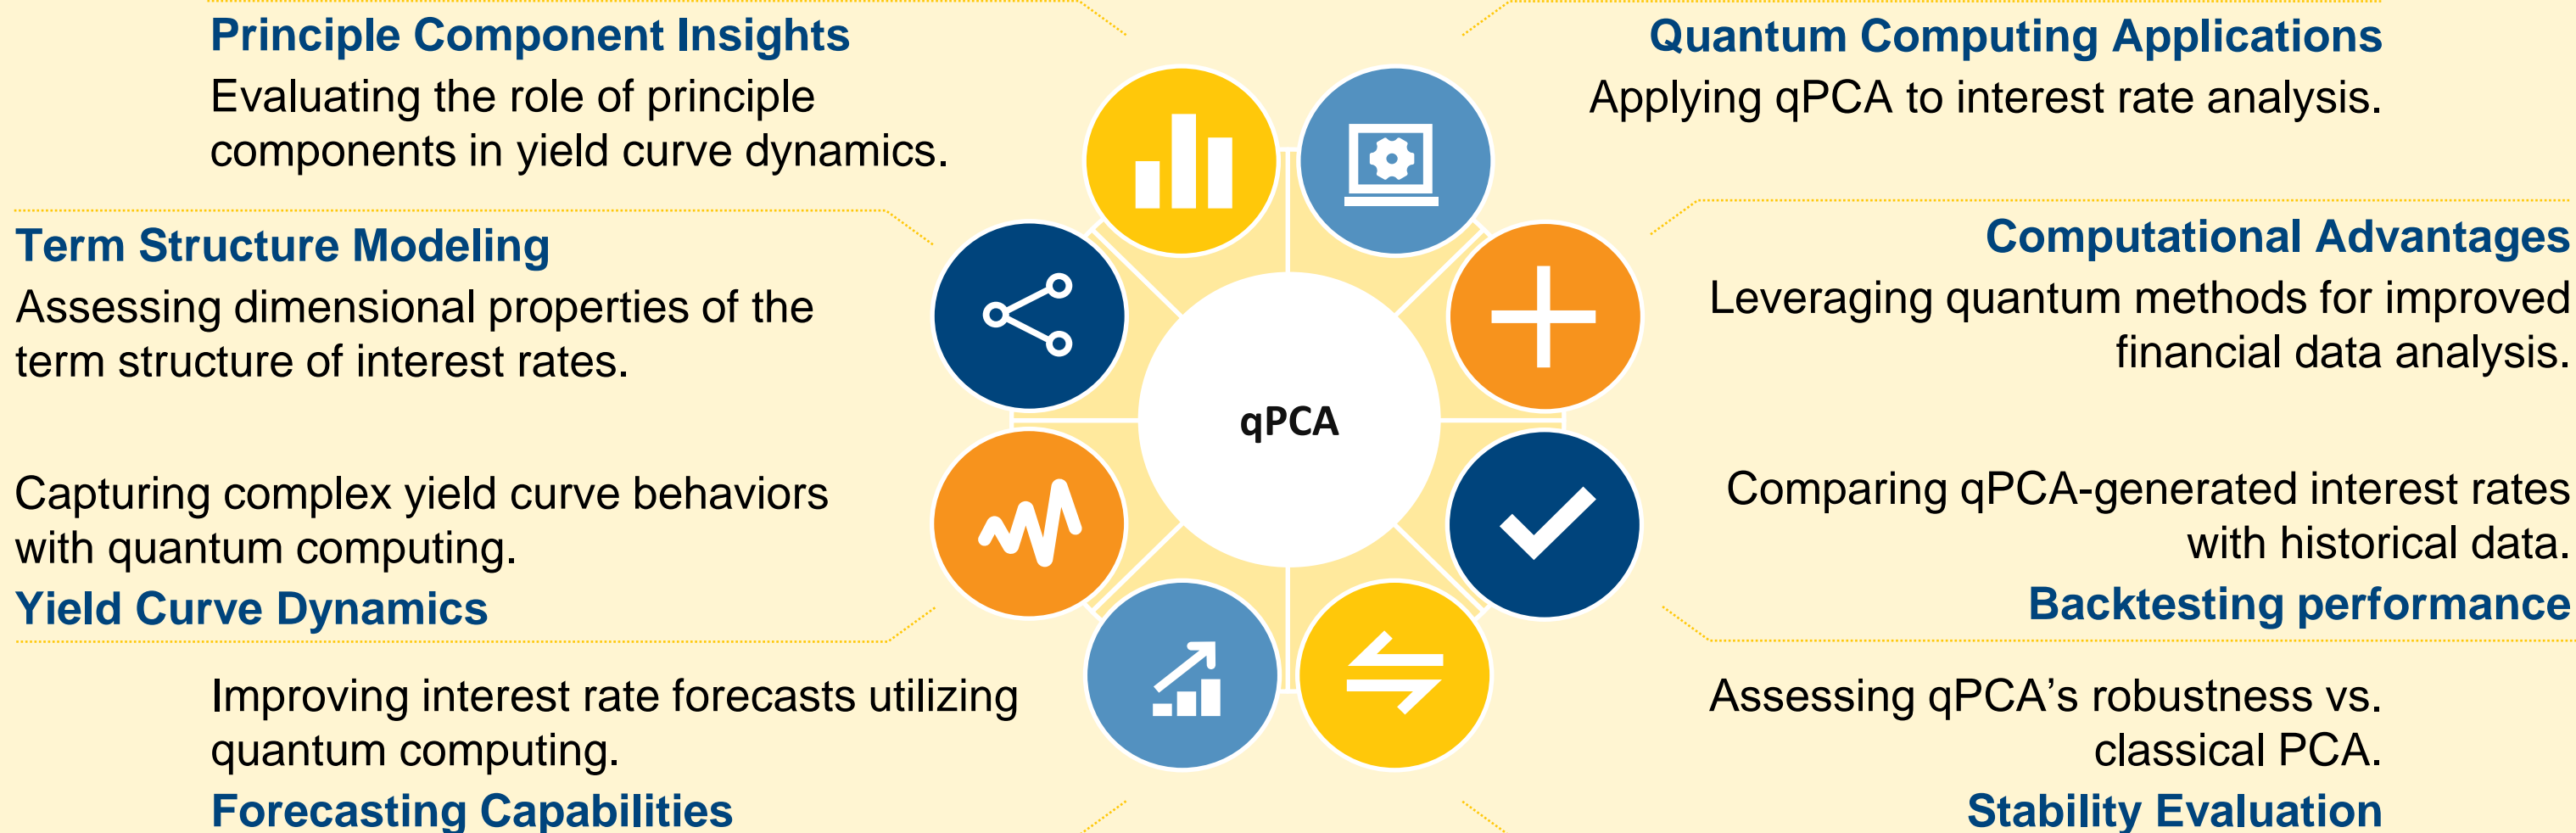 Principle Component Insights
Evaluating the role of principle
components in yield curve dynamics.
Term Structure Modeling
Assessing dimensional properties of the
term structure of interest rates.
Capturing complex yield curve behaviors
with quantum computing.
Yield Curve Dynamics
Improving interest rate forecasts utilizing
quantum computing.
Forecasting Capabilities
qPCA
Quantum Computing Applications
Applying qPCA to interest rate analysis.
Computational Advantages
Leveraging quantum methods for improved
financial data analysis.
Comparing qPCA-generated interest rates
with historical data.
Backtesting performance
Assessing qPCA’s robustness vs.
classical PCA.
Stability Evaluation